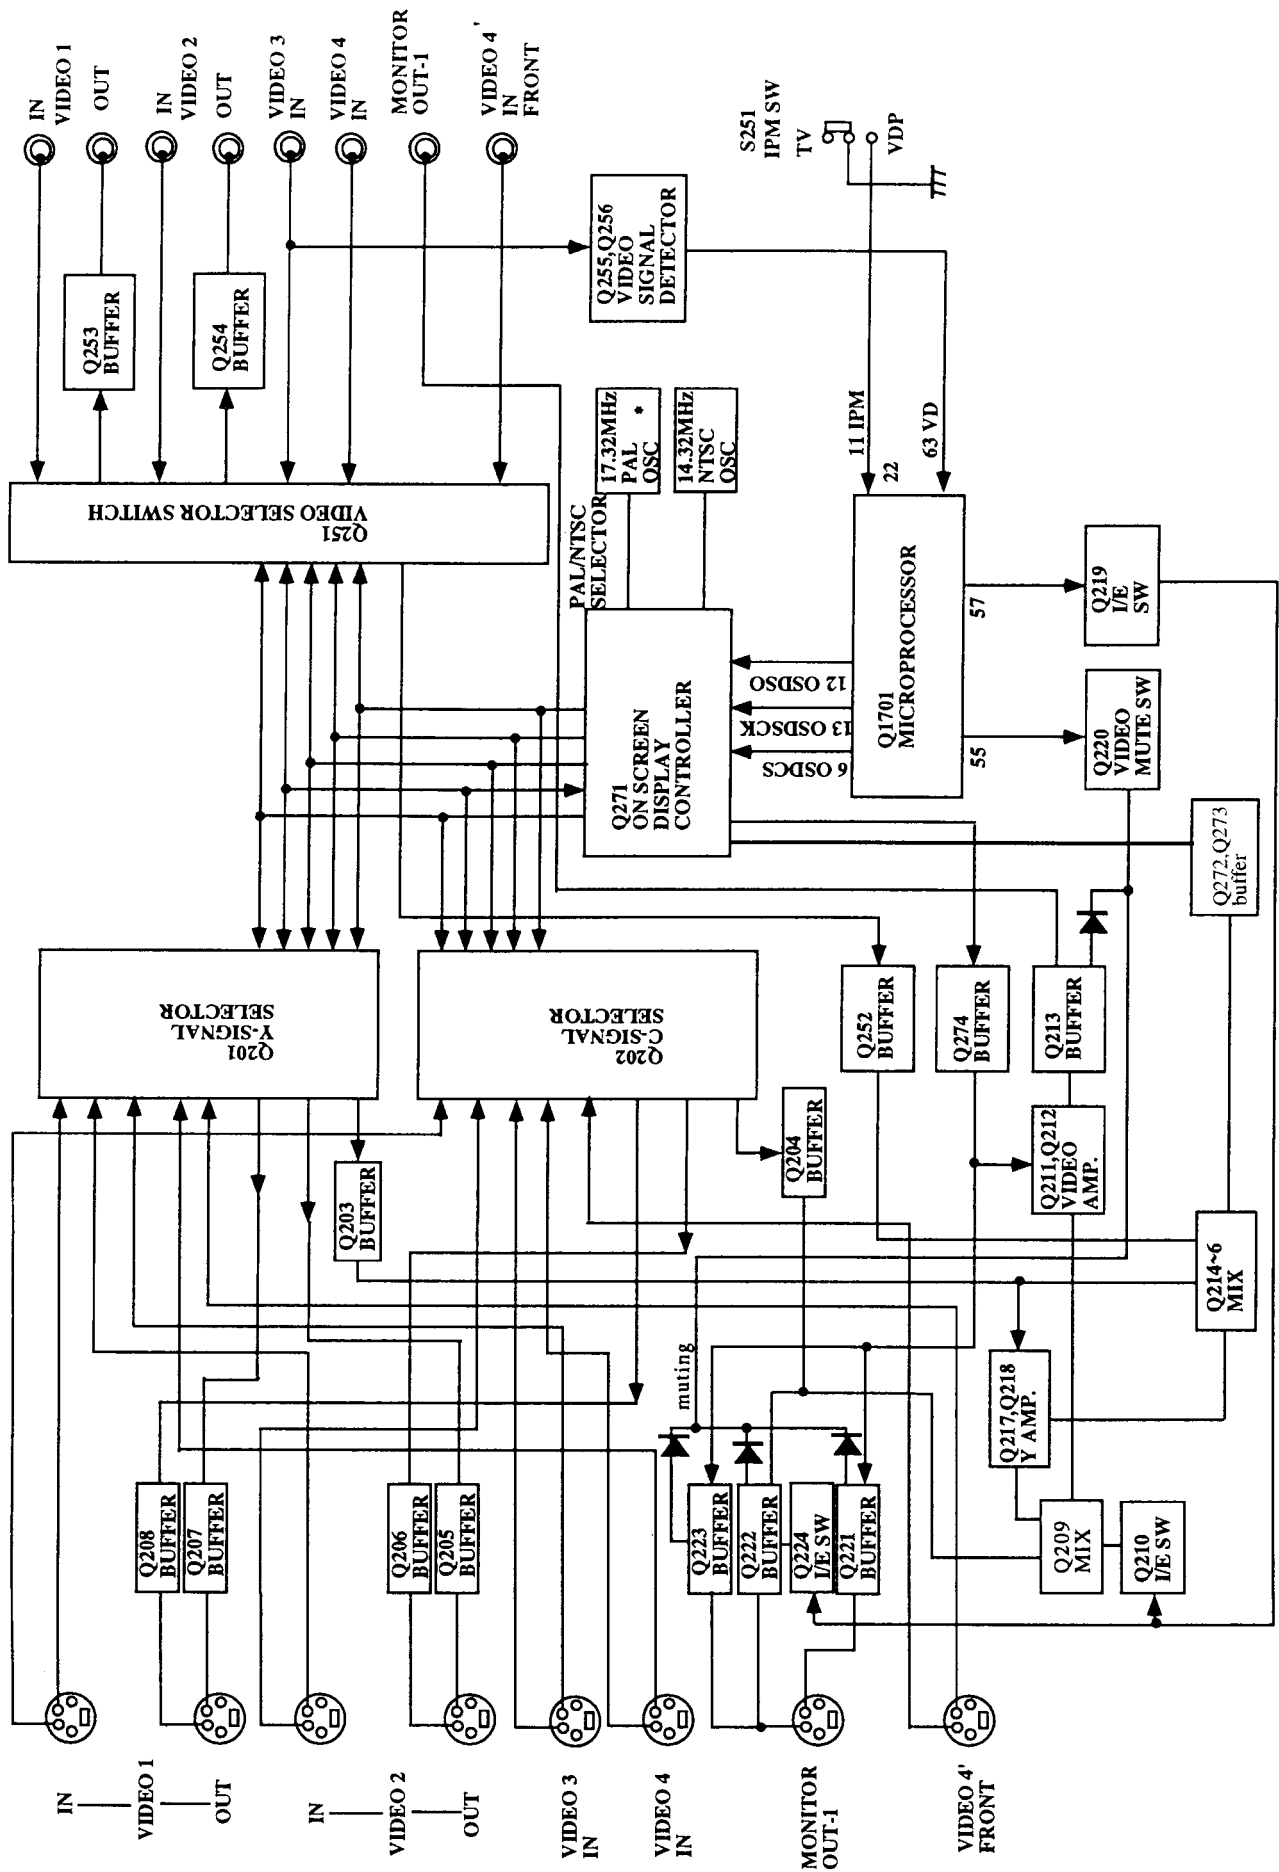 IN
VIDEO 1
OUT
IN
VIDEO 2
OUT
VIDEO 3
IN
VIDEO 4
IN
MONITOR
OUT-1
VIDEO 4'
IN
FRONT
Q253
BUFFER
Q254
BUFFER
Q255,Q256
VIDEO
SIGNAL
DETECTOR
S251
IPM SW
TV
VDP
Q251
VIDEO SELECTOR SWITCH
PAL/NTSC
SELECTOR
17.32MHz
PAL *
OSC
14.32MHz
NTSC
OSC
11 IPM
22
63 VD
Q271
ON SCREEN
DISPLAY
CONTROLLER
12 OSDSO
13 OSDSCK
6 OSDCS
Q1701
MICROPROCESSOR
57
55
Q219
I/E
SW
Q220
VIDEO
MUTE SW
Q272,Q273
buffer
Q201
Y-SIGNAL
SELECTOR
Q202
C-SIGNAL
SELECTOR
Q252
BUFFER
Q274
BUFFER
Q213
BUFFER
Q203
BUFFER
Q204
BUFFER
Q211,Q212
VIDEO
AMP.
Q214~6
MIX
muting
Q217,Q218
Y AMP.
Q208
BUFFER
Q207
BUFFER
Q206
BUFFER
Q205
BUFFER
Q223
BUFFER
Q222
BUFFER
Q224
I/E SW
Q221
BUFFER
Q209
MIX
Q210
I/E SW
IN
VIDEO 1
OUT
IN
VIDEO 2
OUT
VIDEO 3
IN
VIDEO 4
IN
MONITOR
OUT-1
VIDEO 4'
FRONT